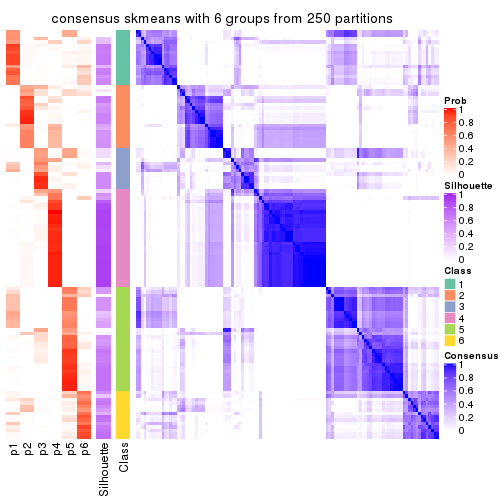 consensus skmeans with 6 groups from 250 partitions
Prob
1
0.8
0.6
0.4
0.2
0
Silhouette
1
0.8
0.6
0.4
0.2
0
Class
1
2
3
4
5
6
Consensus
1
0.8
0.6
0.4
0.2
0
p1
p2
p3
p4
p5
p6
Silhouette
Class